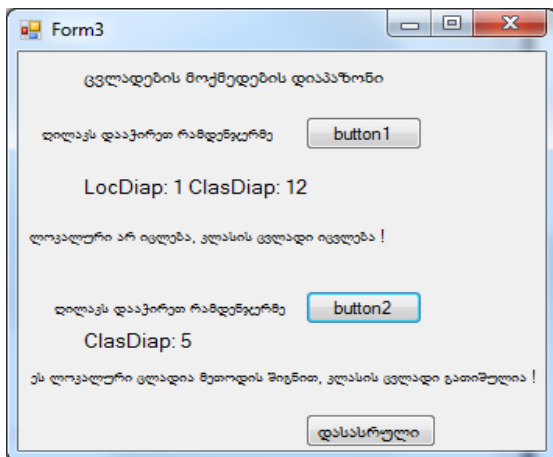 Form3
ცვლადების მოქმედების დიაპაზონი
ღილაკს დააჭირეთ რამდენჯერმე button1
LocDiap: 1 ClasDiap: 12
ლოკალური არ იცლება, კლასის ცვლადი იცვლება !
ღილაკს დააჭირეთ რამდენჯერმე button2
ClasDiap: 5
ეს ლოკალური ცლადია მეთოდის შიგნით, კლასის ცვლადი გათიშულია !
დასასრული